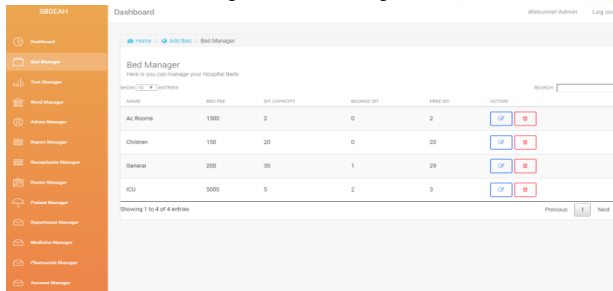 SBDEAH
Dashboard
Welcome!Admin Log ou
Dashboard
Bed Manager
Test Manager
Ward Manager
Admin Manager
Report Manager
Receptionist Manager
Doctor Manager
Patient Manager
Department Manager
Medicine Manager
Pharmacist Manager
Account Manager
Home / Add Bed / Bed Manager
Bed Manager
Here is you can manage your Hospital Beds
SHOW 10 ENTRIES
SEARCH:
NAME BED FEE SIT CAPACITY BOOKED SIT FREE SIT ACTION
Ac Rooms 1500 2 0 2
Children 150 20 0 20
General 200 30 1 29
ICU 5000 5 2 3
Showing 1 to 4 of 4 entries
Previous 1 Next